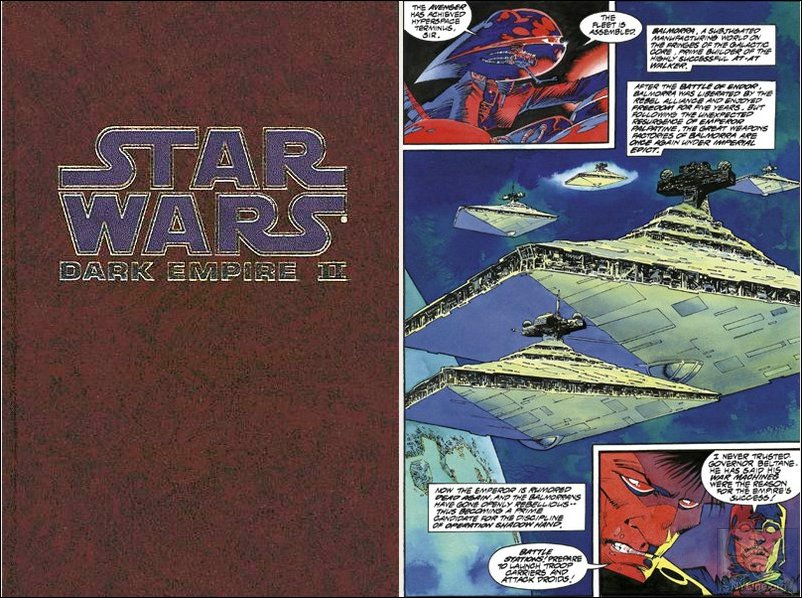 STAR
WARS
DARK EMPIRE II
THE AVENGER
HAS ACHIEVED
HYPERSPACE
TERMINUS,
SIR.
THE
FLEET IS
ASSEMBLED.
BALMORRA, A SUBJUGATED
MANUFACTURING WORLD ON
THE FRINGES OF THE GALACTIC
CORE, PRIME BUILDER OF THE
HIGHLY SUCCESSFUL AT-AT
WALKER.
AFTER THE BATTLE OF ENDOR,
BALMORRA WAS LIBERATED BY THE
REBEL ALLIANCE AND ENJOYED
FREEDOM FOR FIVE YEARS. BUT
FOLLOWING THE UNEXPECTED
RESURGENCE OF EMPEROR
PALPATINE, THE GREAT WEAPONS
FACTORIES OF BALMORRA ARE
ONCE AGAIN UNDER IMPERIAL
EDICT.
NOW THE EMPEROR IS RUMORED
DEAD AGAIN, AND THE BALMORRANS
HAVE GONE OPENLY REBELLIOUS--
THUS BECOMING A PRIME
CANDIDATE FOR THE DISCIPLINE
OF OPERATION SHADOW HAND.
BATTLE
STATIONS! PREPARE
TO LAUNCH TROOP
CARRIERS AND
ATTACK DROIDS!
I NEVER TRUSTED
GOVERNOR BELTANE.
HE HAS SAID HIS
WAR MACHINES
WERE THE REASON
FOR THE EMPIRE'S
SUCCESS!